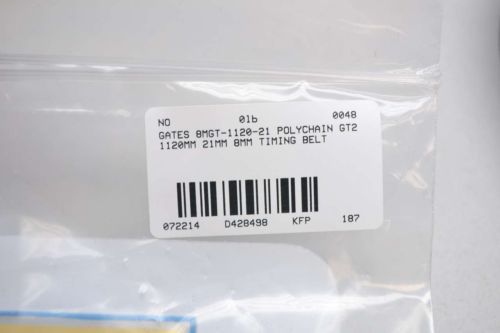 NO 01b 0048
GATES 8MGT-1120-21 POLYCHAIN GT2
1120MM 21MM 8MM TIMING BELT
072214 D428498 KFP 187